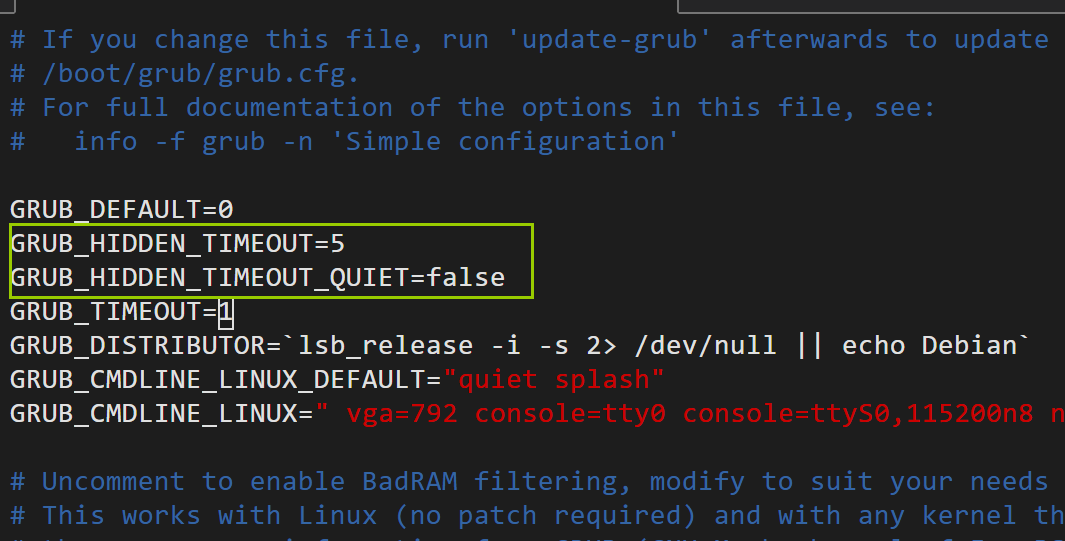 # If you change this file, run 'update-grub' afterwards to update
# /boot/grub/grub.cfg.
# For full documentation of the options in this file, see:
#   info -f grub -n 'Simple configuration'
GRUB_DEFAULT=0
GRUB_HIDDEN_TIMEOUT=5
GRUB_HIDDEN_TIMEOUT_QUIET=false
GRUB_TIMEOUT=1
GRUB_DISTRIBUTOR=`lsb_release -i -s 2> /dev/null || echo Debian`
GRUB_CMDLINE_LINUX_DEFAULT="quiet splash"
GRUB_CMDLINE_LINUX=" vga=792 console=tty0 console=ttyS0,115200n8 n
# Uncomment to enable BadRAM filtering, modify to suit your needs
# This works with Linux (no patch required) and with any kernel th